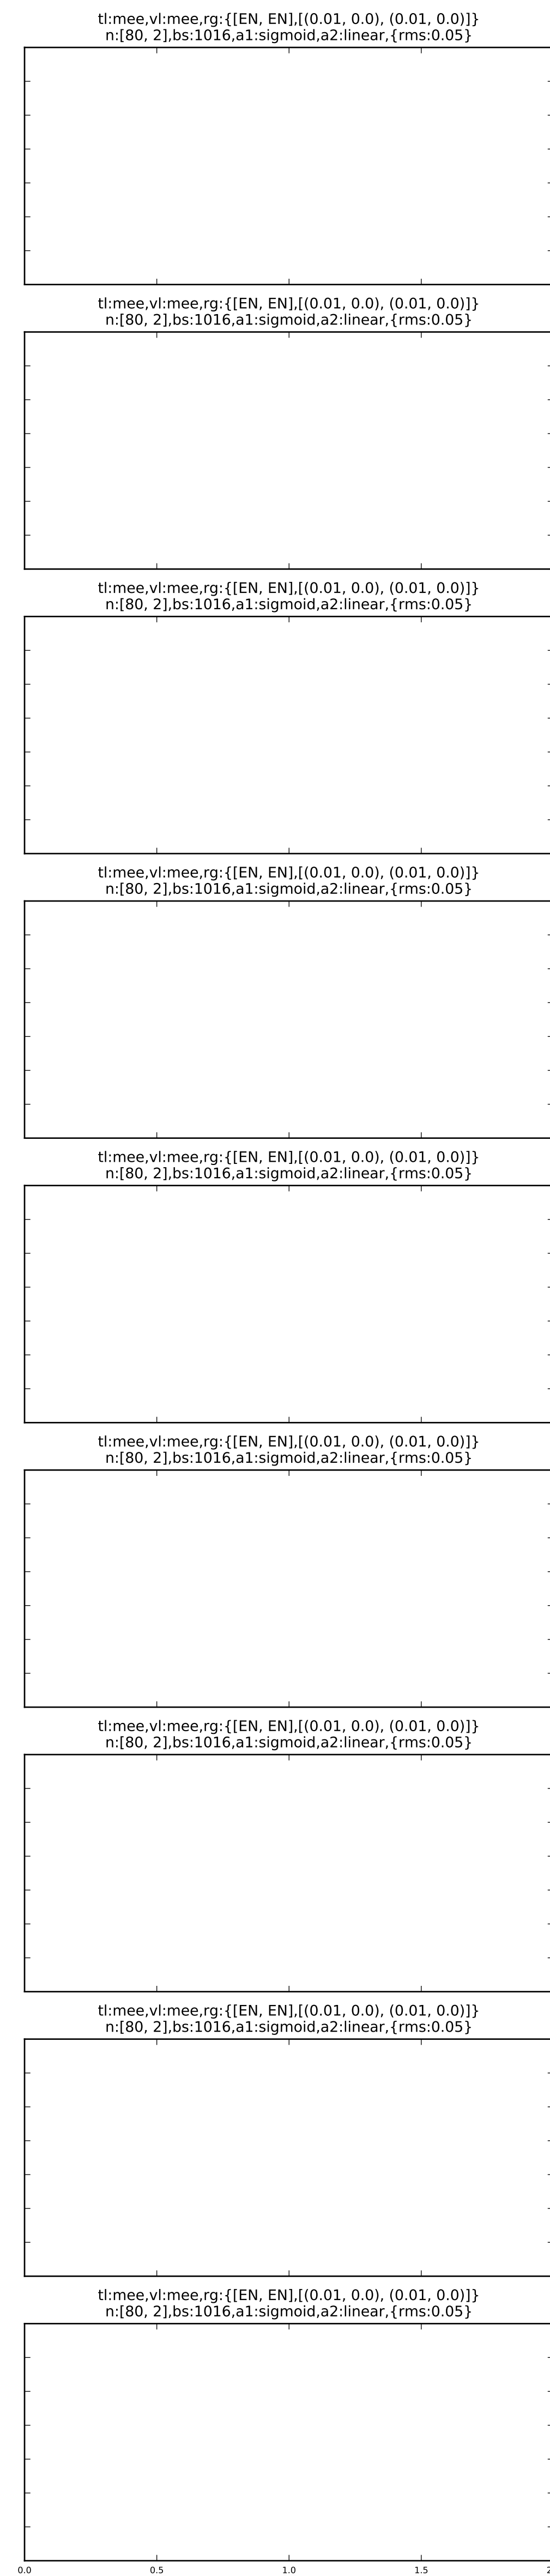 tl:mee,vl:mee,rg:{[EN, EN],[(0.01, 0.0), (0.01, 0.0)]}
n:[80, 2],bs:1016,a1:sigmoid,a2:linear,{rms:0.05}
tl:mee,vl:mee,rg:{[EN, EN],[(0.01, 0.0), (0.01, 0.0)]}
n:[80, 2],bs:1016,a1:sigmoid,a2:linear,{rms:0.05}
tl:mee,vl:mee,rg:{[EN, EN],[(0.01, 0.0), (0.01, 0.0)]}
n:[80, 2],bs:1016,a1:sigmoid,a2:linear,{rms:0.05}
tl:mee,vl:mee,rg:{[EN, EN],[(0.01, 0.0), (0.01, 0.0)]}
n:[80, 2],bs:1016,a1:sigmoid,a2:linear,{rms:0.05}
tl:mee,vl:mee,rg:{[EN, EN],[(0.01, 0.0), (0.01, 0.0)]}
n:[80, 2],bs:1016,a1:sigmoid,a2:linear,{rms:0.05}
tl:mee,vl:mee,rg:{[EN, EN],[(0.01, 0.0), (0.01, 0.0)]}
n:[80, 2],bs:1016,a1:sigmoid,a2:linear,{rms:0.05}
tl:mee,vl:mee,rg:{[EN, EN],[(0.01, 0.0), (0.01, 0.0)]}
n:[80, 2],bs:1016,a1:sigmoid,a2:linear,{rms:0.05}
tl:mee,vl:mee,rg:{[EN, EN],[(0.01, 0.0), (0.01, 0.0)]}
n:[80, 2],bs:1016,a1:sigmoid,a2:linear,{rms:0.05}
tl:mee,vl:mee,rg:{[EN, EN],[(0.01, 0.0), (0.01, 0.0)]}
n:[80, 2],bs:1016,a1:sigmoid,a2:linear,{rms:0.05}
0.0 0.5 1.0 1.5